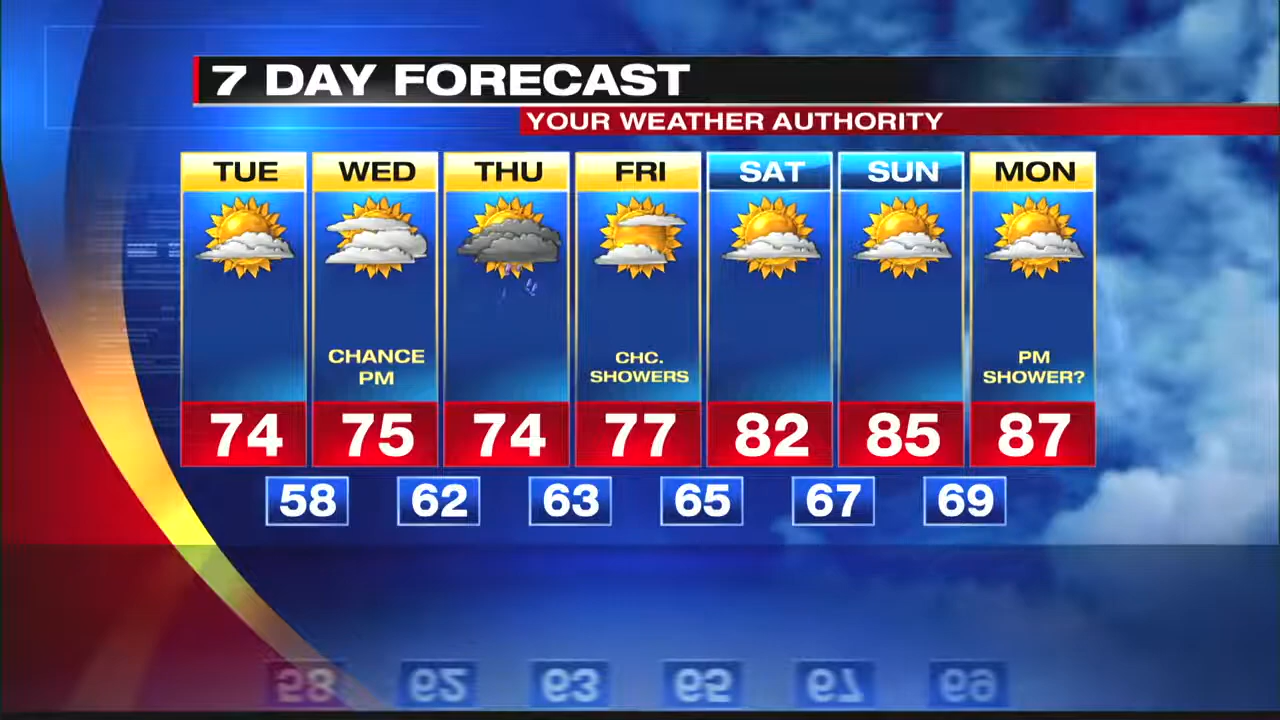 7 DAY FORECAST
YOUR WEATHER AUTHORITY
TUE WED THU FRI SAT SUN MON
CHANCE PM
CHC. SHOWERS
PM SHOWER?
74 75 74 77 82 85 87
58 62 63 65 67 69